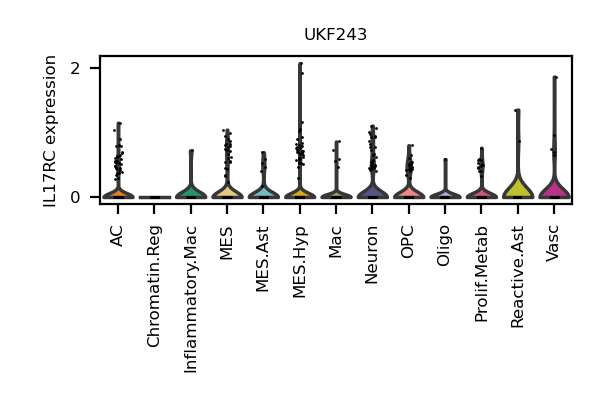 UKF243
IL17RC expression
2
0
AC
Chromatin.Reg
Inflammatory.Mac
MES
MES.Ast
MES.Hyp
Mac
Neuron
OPC
Oligo
Prolif.Metab
Reactive.Ast
Vasc